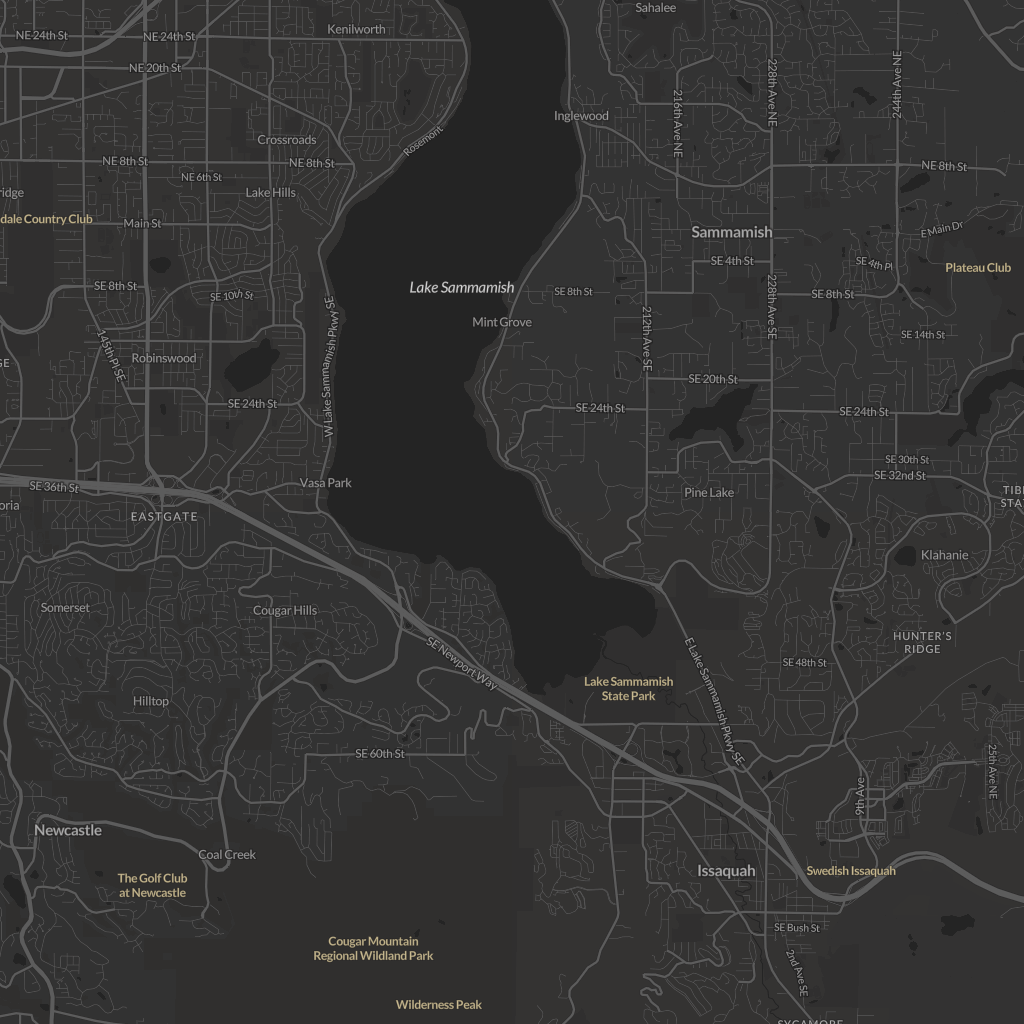 Sahalee
Kenilworth
NE 24th St
NE 24th St
NE 20th St
228th Ave NE
244th Ave NE
216th Ave NE
Inglewood
Rosemont
Crossroads
NE 8th St
NE 8th St
NE 8th St
NE 6th St
Lake Hills
ridge
dale Country Club
Main St
Sammamish
E Main Dr
SE 4th St
SE 4th Pl
Plateau Club
SE 8th St
SE 10th St
Lake Sammamish
SE 8th St
SE 8th St
228th Ave SE
Mint Grove
212th Ave SE
SE 14th St
W Lake Sammamish Pkwy SE
145th Pl SE
Robinswood
GE
SE 20th St
SE 24th St
SE 24th St
SE 24th St
SE 30th St
SE 32nd St
SE 36th St
Vasa Park
Pine Lake
TIB
STA
oria
EASTGATE
Klahanie
Somerset
Cougar Hills
HUNTER'S
RIDGE
SE Newport Way
E Lake Sammamish Pkwy SE
SE 48th St
Lake Sammamish
State Park
Hilltop
SE 60th St
25th Ave NE
9th Ave
Newcastle
Coal Creek
Issaquah
Swedish Issaquah
The Golf Club
at Newcastle
SE Bush St
Cougar Mountain
Regional Wildland Park
2nd Ave SE
Wilderness Peak
SYCAMORE